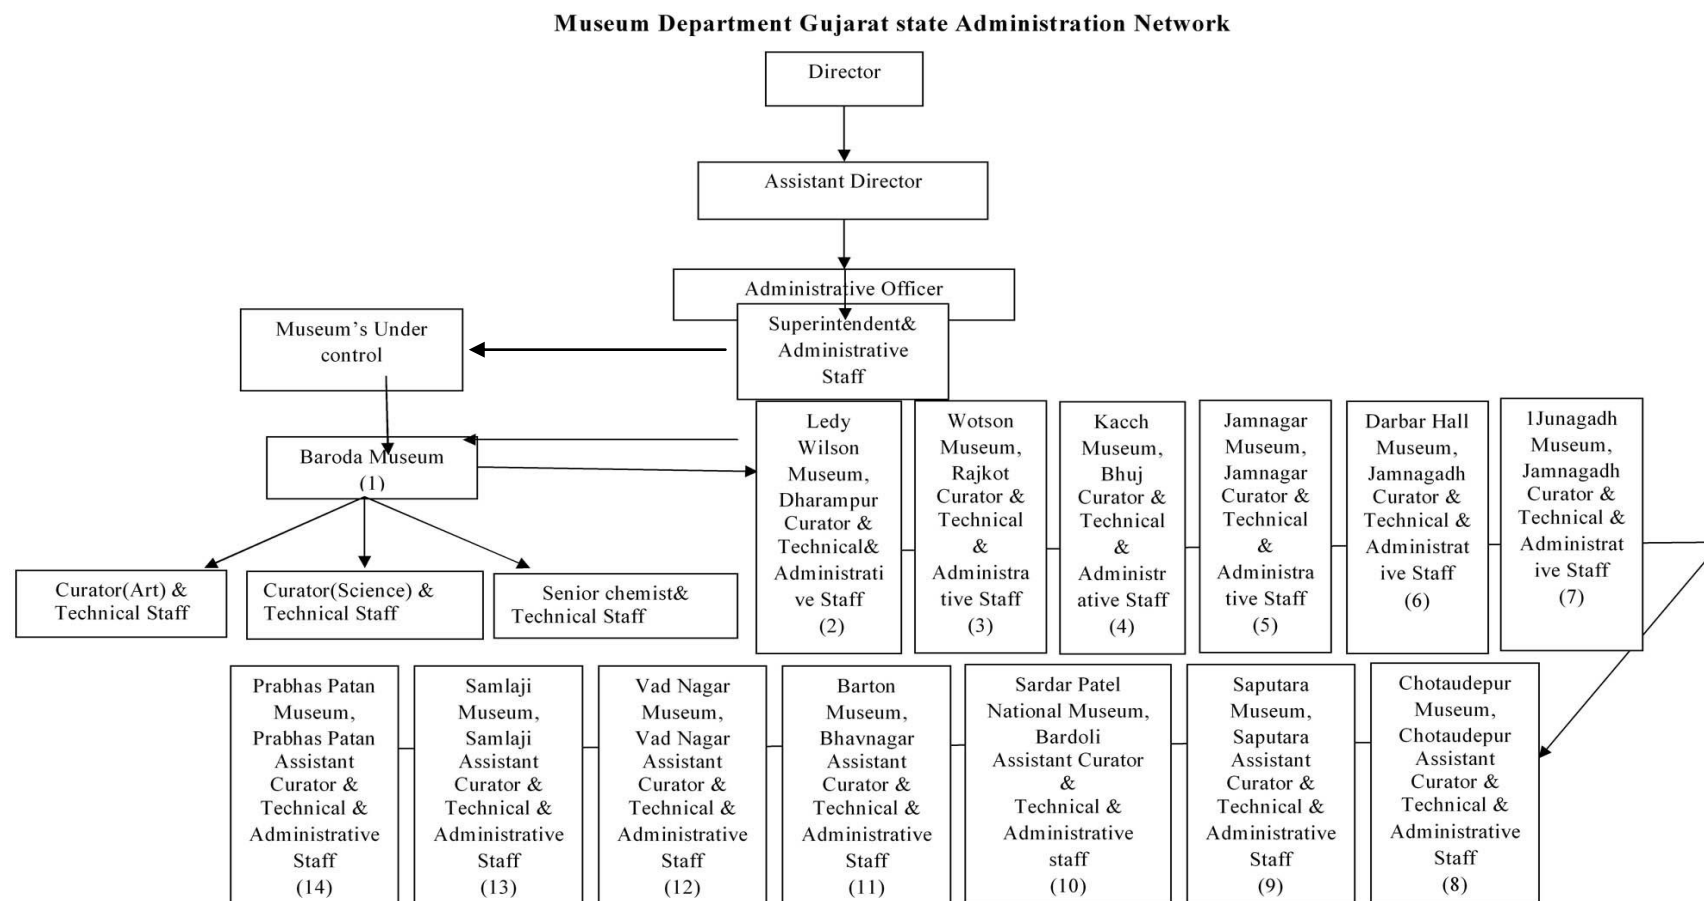 Museum Department Gujarat state Administration Network
Director
Assistant Director
Administrative Officer
Superintendent&
Administrative
Staff
Museum's Under
control
Baroda Museum
(1)
Curator(Art) &
Technical Staff
Curator(Science) &
Technical Staff
Senior chemist&
Technical Staff
Ledy
Wilson
Museum,
Dharampur
Curator &
Technical&
Administrati
ve Staff
(2)
Wotson
Museum,
Rajkot
Curator &
Technical
&
Administra
tive Staff
(3)
Kacch
Museum,
Bhuj
Curator &
Technical
&
Administr
ative Staff
(4)
Jamnagar
Museum,
Jamnagar
Curator &
Technical
&
Administra
tive Staff
(5)
Darbar Hall
Museum,
Jamnagadh
Curator &
Technical &
Administrat
ive Staff
(6)
lJunagadh
Museum,
Jamnagadh
Curator &
Technical &
Administrat
ive Staff
(7)
Prabhas Patan
Museum,
Prabhas Patan
Assistant
Curator &
Technical &
Administrative
Staff
(14)
Samlaji
Museum,
Samlaji
Assistant
Curator &
Technical &
Administrative
Staff
(13)
Vad Nagar
Museum,
Vad Nagar
Assistant
Curator &
Technical &
Administrative
Staff
(12)
Barton
Museum,
Bhavnagar
Assistant
Curator &
Technical &
Administrative
Staff
(11)
Sardar Patel
National Museum,
Bardoli
Assistant Curator
&
Technical &
Administrative
staff
(10)
Saputara
Museum,
Saputara
Assistant
Curator &
Technical &
Administrative
Staff
(9)
Chotaudepur
Museum,
Chotaudepur
Assistant
Curator &
Technical &
Administrative
Staff
(8)